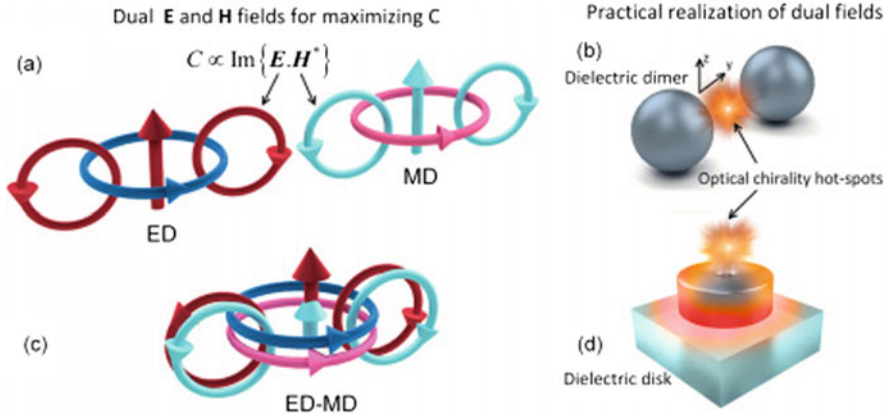 Dual E and H fields for maximizing C
(a)
C ∝ Im{E.H*}
ED
MD
(c)
ED-MD
Practical realization of dual fields
(b)
z
y
Dielectric dimer
Optical chirality hot-spots
(d)
Dielectric disk